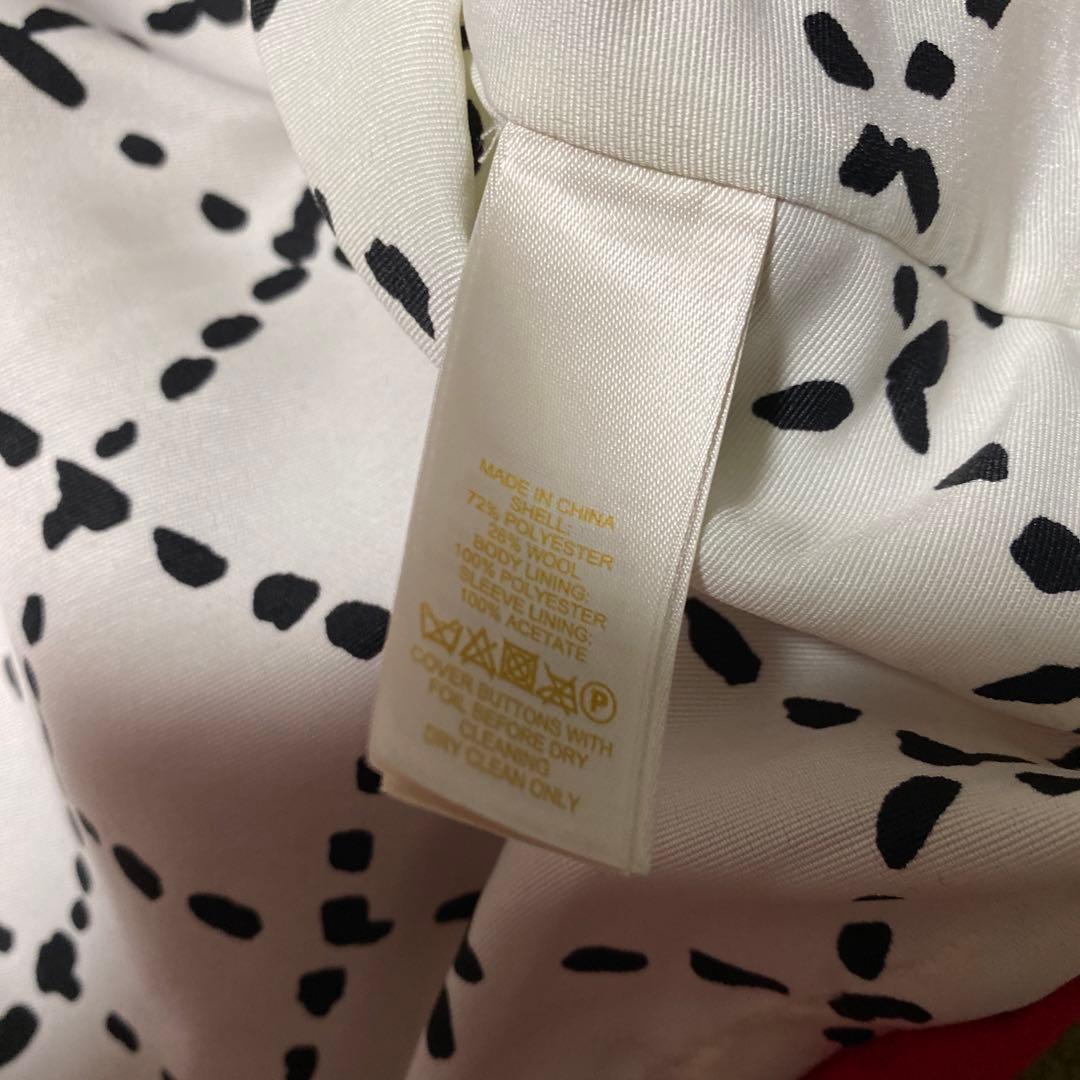 MADE IN CHINA
SHELL:
72% POLYESTER
28% WOOL
BODY LINING:
100% POLYESTER
SLEEVE LINING:
100% ACETATE
P
COVER BUTTONS WITH
FOIL BEFORE DRY
CLEANING
DRY CLEAN ONLY